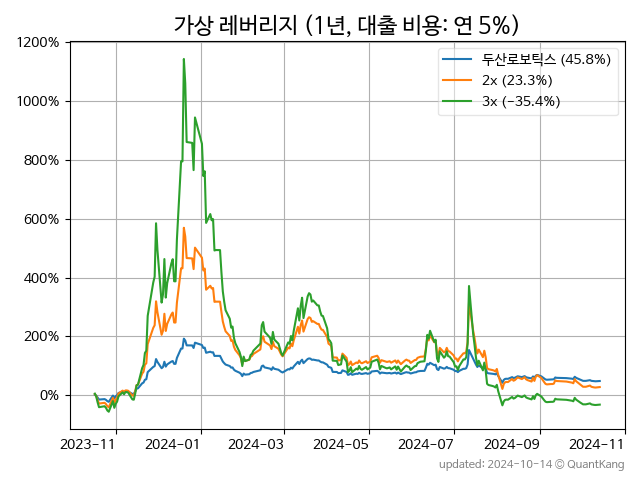 가상 레버리지 (1년, 대출 비용: 연 5%)
1200%
1000%
800%
600%
400%
200%
0%
두산로보틱스 (45.8%)
2x (23.3%)
3x (−35.4%)
2023-11 2024-01 2024-03 2024-05 2024-07 2024-09 2024-11
updated: 2024-10-14 © QuantKang